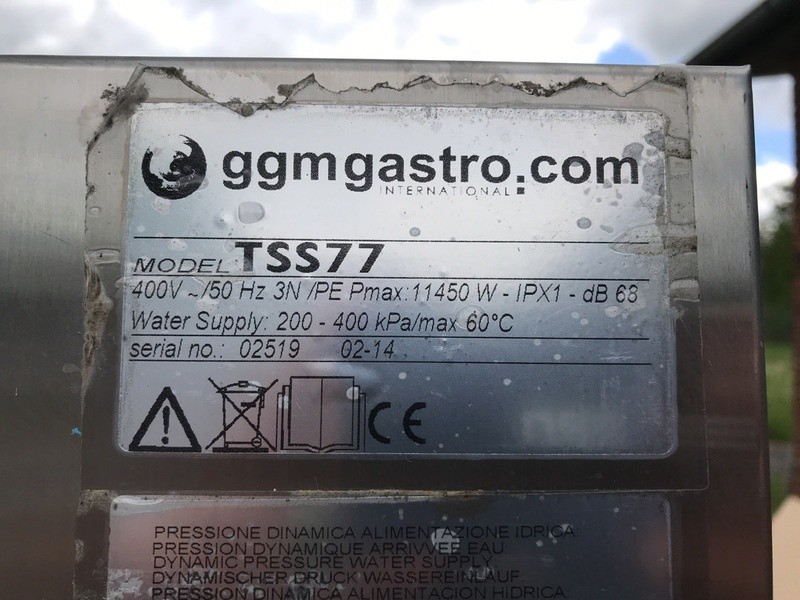 ggmgastro.com
INTERNATIONAL
MODEL TSS77
400V ~/50 Hz 3N /PE Pmax:11450 W - IPX1 - dB 63
Water Supply: 200 - 400 kPa/max 60°C
serial no.: 02519 02-14
CE
PRESSIONE DINAMICA ALIMENTAZIONE IDRICA
PRESSION DYNAMIQUE ARRIVVEE EAU
DYNAMIC PRESSURE WATER SUPPLY
DYNAMISCHER DRUCK WASSEREINLAUF
PRESSION DINAMICA ALIMENTACION HIDRICA